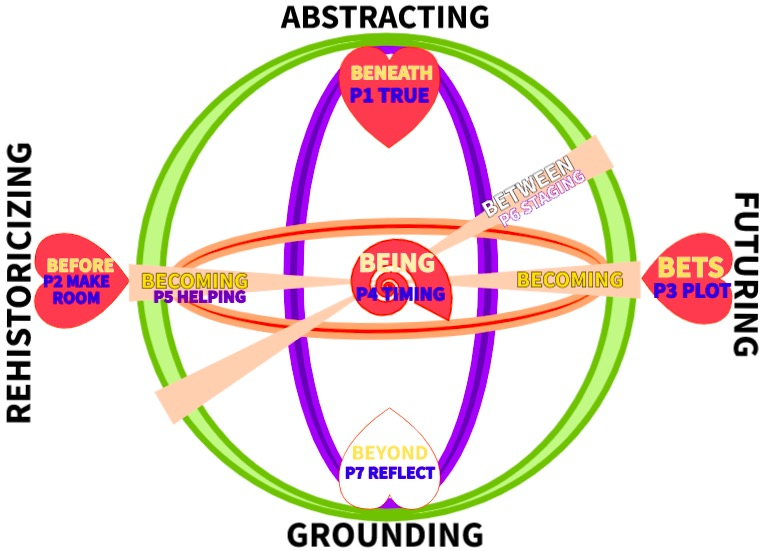 ABSTRACTING
BENEATH
P1 TRUE
BETWEEN
P6 STAGING
REHISTORICIZING
BEFORE
P2 MAKE
ROOM
BECOMING
P5 HELPING
BEING
P4 TIMING
BECOMING
BETS
P3 PLOT
FUTURING
BEYOND
P7 REFLECT
GROUNDING